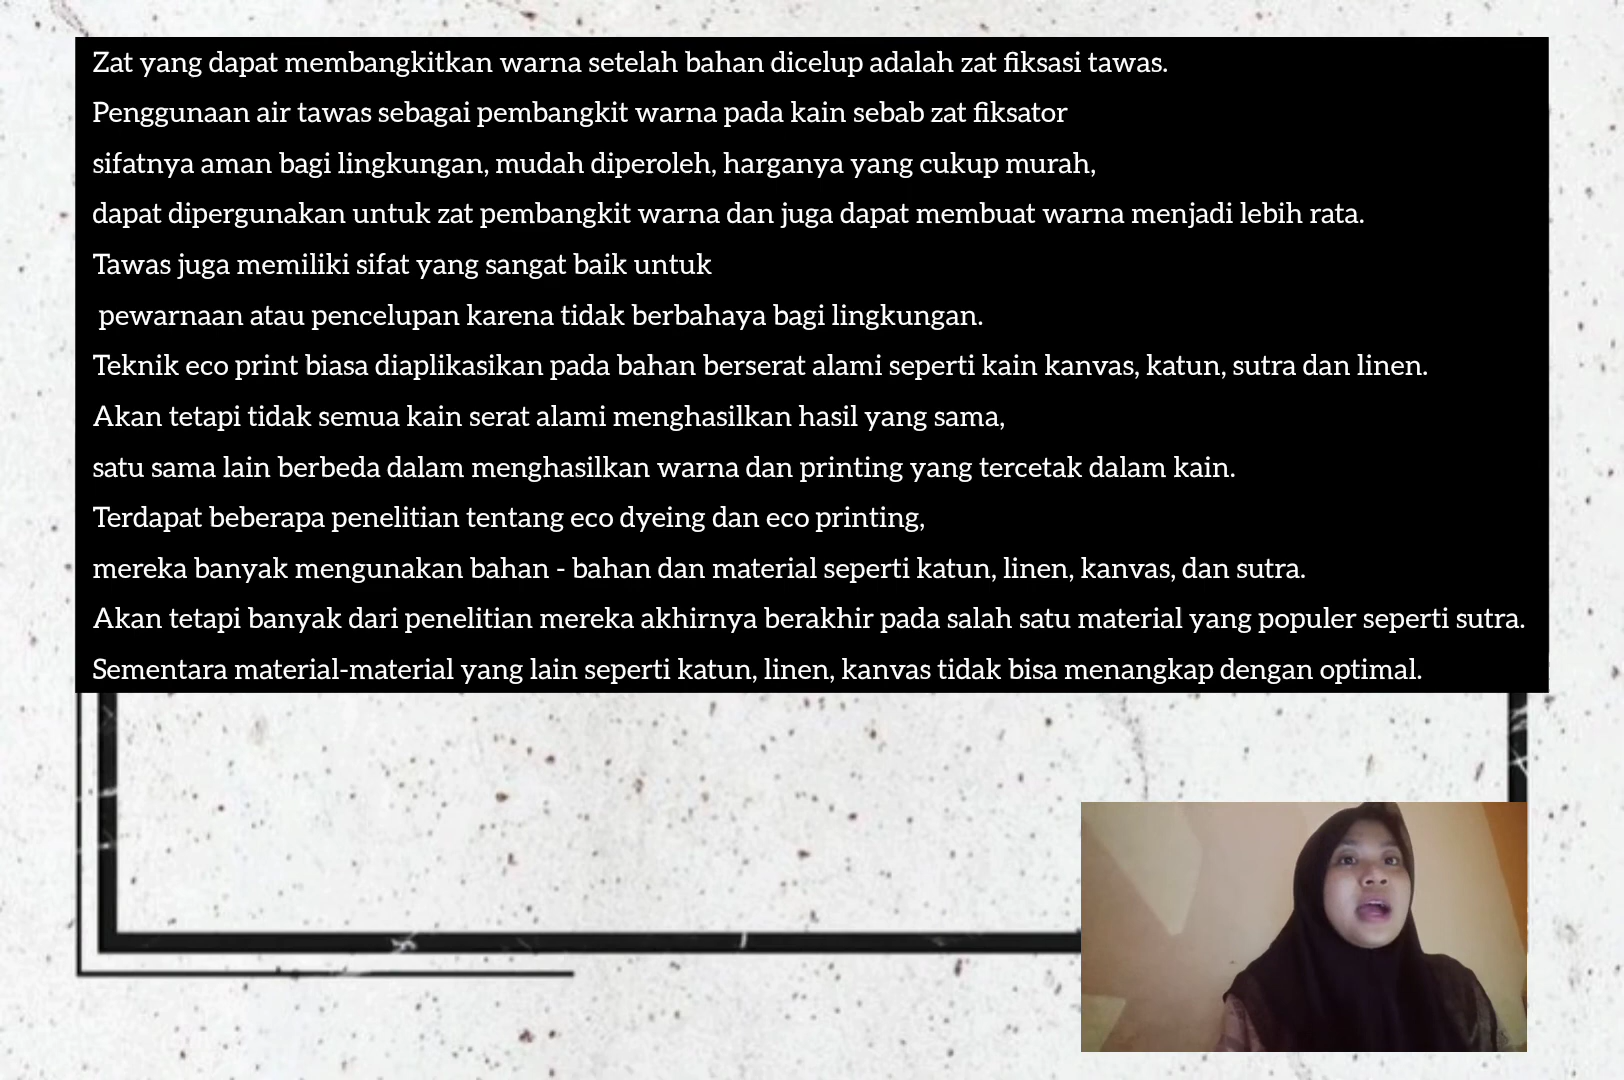 Zat yang dapat membangkitkan warna setelah bahan dicelup adalah zat fiksasi tawas.
Penggunaan air tawas sebagai pembangkit warna pada kain sebab zat fiksator
sifatnya aman bagi lingkungan, mudah diperoleh, harganya yang cukup murah,
dapat dipergunakan untuk zat pembangkit warna dan juga dapat membuat warna menjadi lebih rata.
Tawas juga memiliki sifat yang sangat baik untuk
pewarnaan atau pencelupan karena tidak berbahaya bagi lingkungan.
Teknik eco print biasa diaplikasikan pada bahan berserat alami seperti kain kanvas, katun, sutra dan linen.
Akan tetapi tidak semua kain serat alami menghasilkan hasil yang sama,
satu sama lain berbeda dalam menghasilkan warna dan printing yang tercetak dalam kain.
Terdapat beberapa penelitian tentang eco dyeing dan eco printing,
mereka banyak mengunakan bahan - bahan dan material seperti katun, linen, kanvas, dan sutra.
Akan tetapi banyak dari penelitian mereka akhirnya berakhir pada salah satu material yang populer seperti sutra.
Sementara material-material yang lain seperti katun, linen, kanvas tidak bisa menangkap dengan optimal.